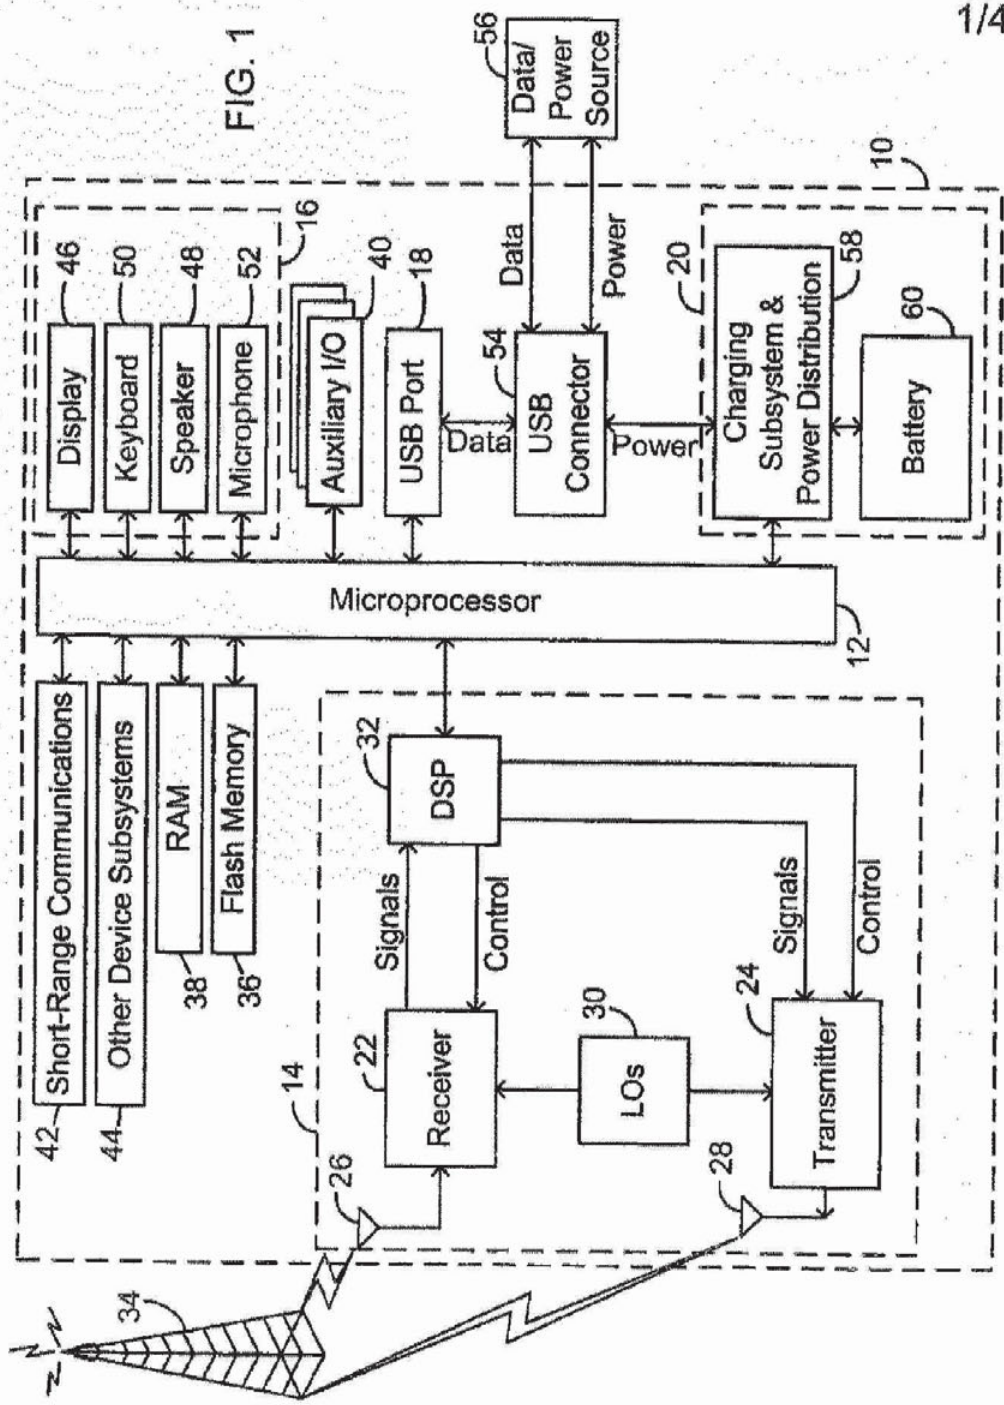 1/4
FIG. 1
46
Display
50
Keyboard
48
Speaker
52
Microphone
16
40
Auxiliary I/O
18
USB Port
Data
54
USB
Connector
Data
Power
56
Data/
Power
Source
Power
10
20
Charging
Subsystem &
Power Distribution
58
60
Battery
Microprocessor
12
42
Short-Range Communications
44
Other Device Subsystems
38
RAM
36
Flash Memory
14
32
DSP
Signals
Control
22
Receiver
30
LOs
Signals
Control
24
Transmitter
26
28
34